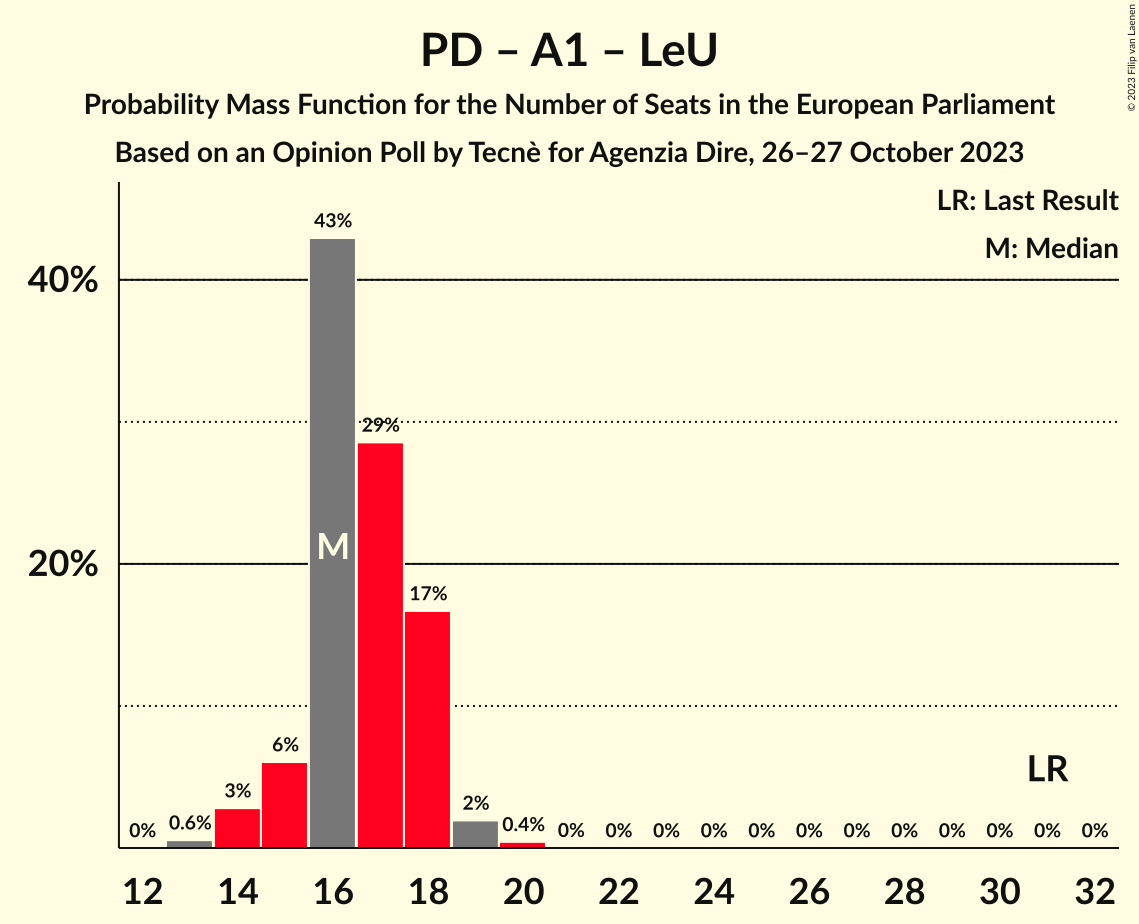 PD – A1 – LeU
Probability Mass Function for the Number of Seats in the European Parliament
Based on an Opinion Poll by Tecnè for Agenzia Dire, 26–27 October 2023
© 2023 Filip van Laenen
LR: Last Result
M: Median
43%
40%
29%
M
20%
17%
6%
LR
3%
2%
0% 0.6% 0.4% 0% 0% 0% 0% 0% 0% 0% 0% 0% 0% 0% 0%
12 14 16 18 20 22 24 26 28 30 32